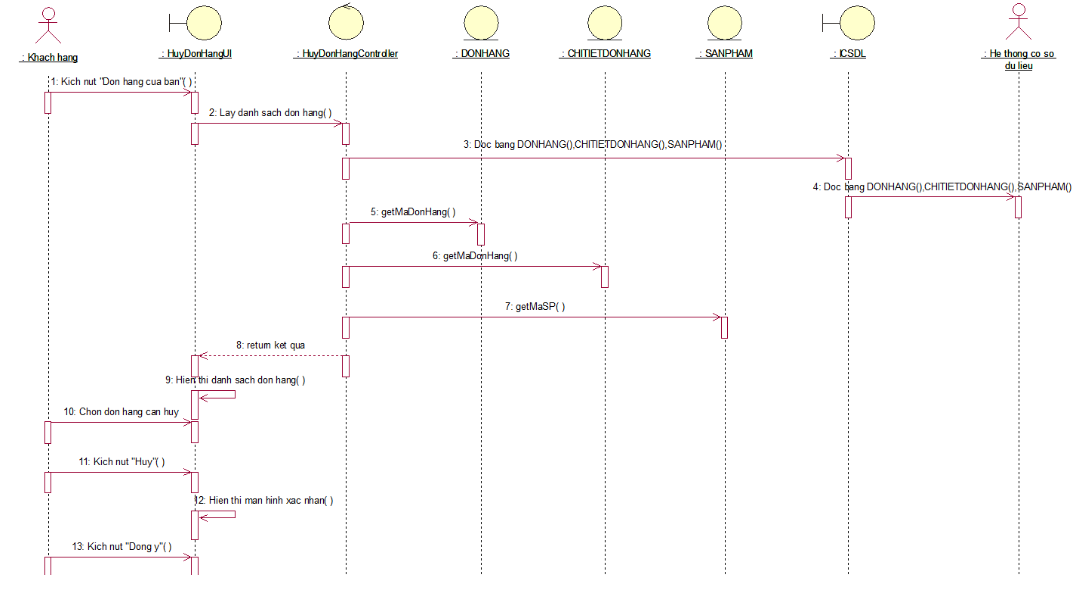 : Khach hang
: HuyDonHangUI
: HuyDonHangController
: DONHANG
: CHITIETDONHANG
: SANPHAM
: ICSDL
: He thong co so
du lieu
1: Kich nut "Don hang cua ban"( )
2: Lay danh sach don hang( )
3: Doc bang DONHANG(),CHITIETDONHANG(),SANPHAM()
4: Doc bang DONHANG(),CHITIETDONHANG(),SANPHAM()
5: getMaDonHang( )
6: getMaDonHang( )
7: getMaSP( )
8: return ket qua
9: Hien thi danh sach don hang( )
10: Chon don hang can huy
11: Kich nut "Huy"( )
12: Hien thi man hinh xac nhan( )
13: Kich nut "Dong y"( )